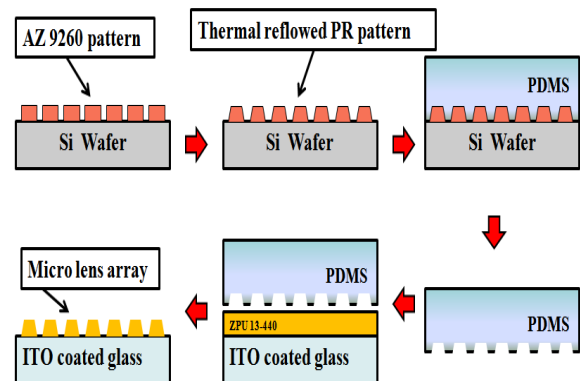 AZ 9260 pattern
Thermal reflowed PR pattern
PDMS
Si Wafer
Si Wafer
Si Wafer
Micro lens array
PDMS
PDMS
ZPU 13-440
ITO coated glass
ITO coated glass